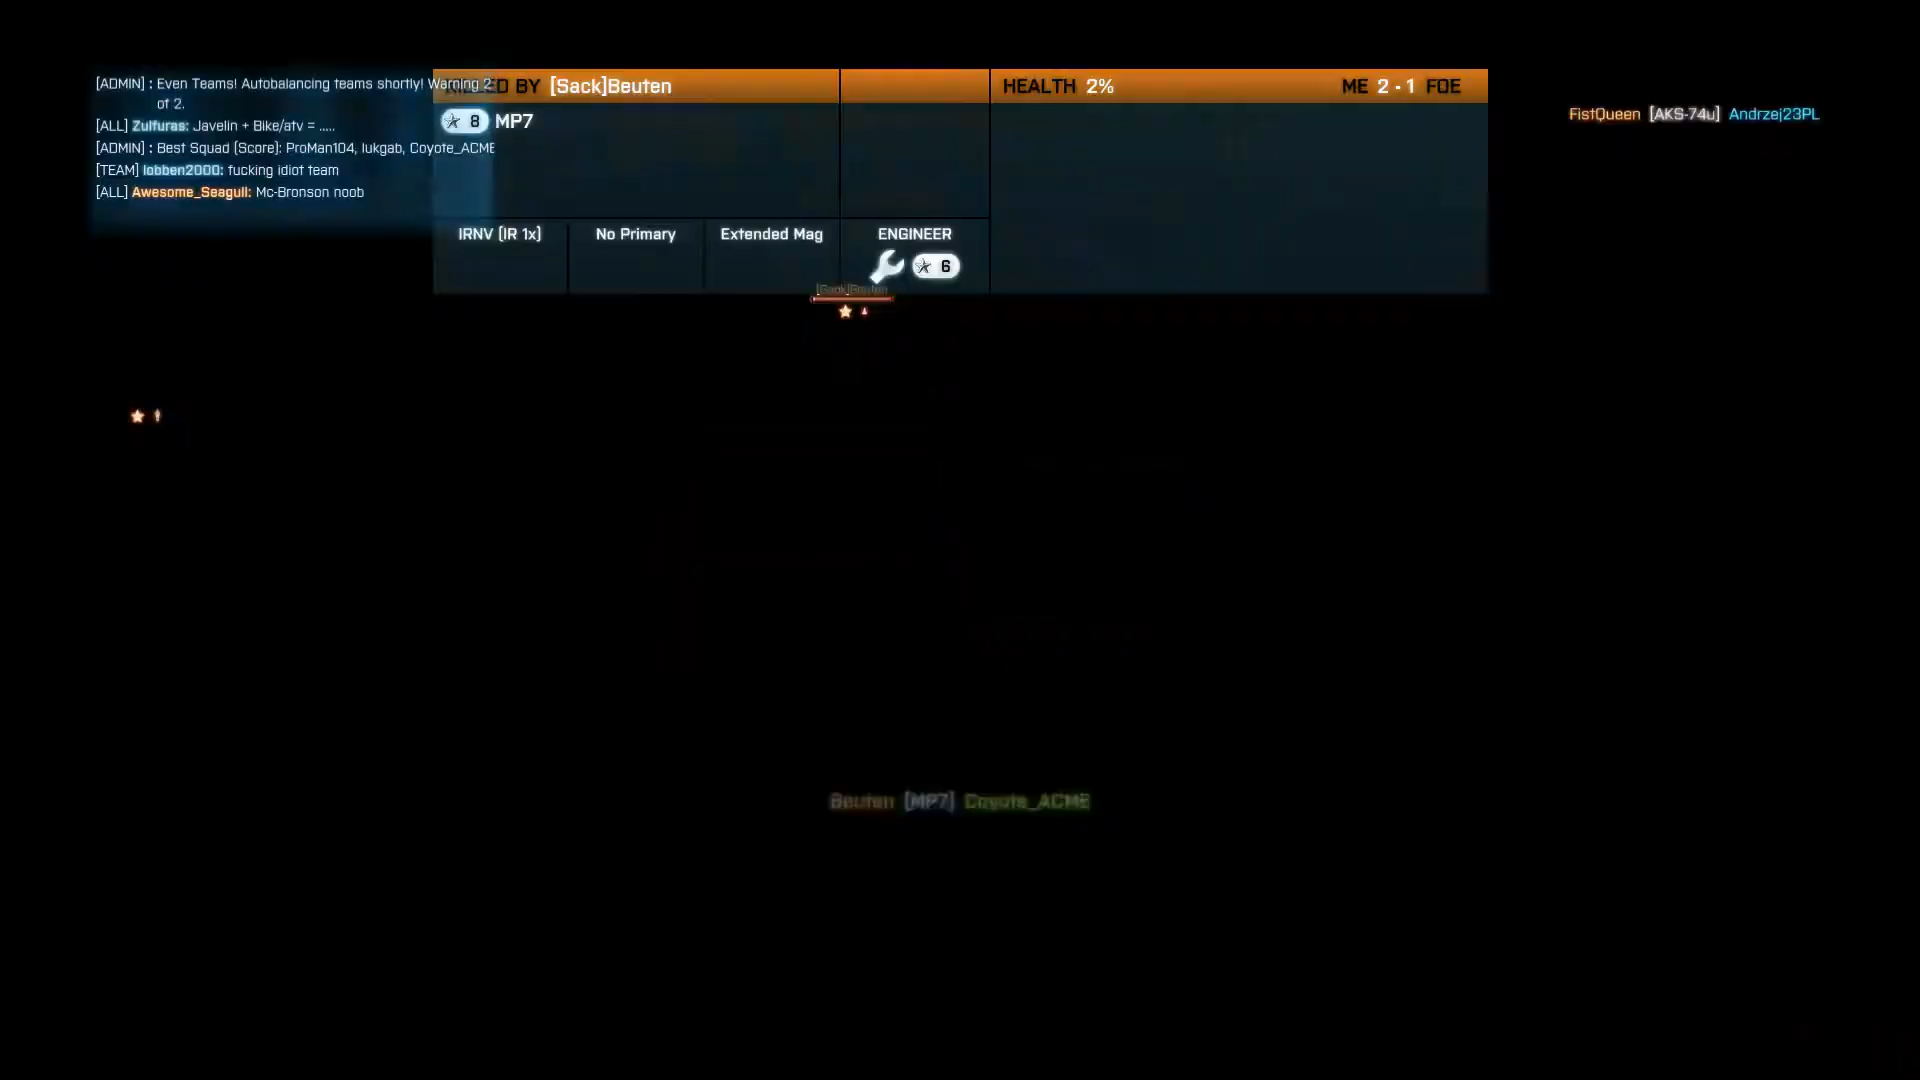 [ADMIN] : Even Teams! Autobalancing teams shortly! Warning 2
of 2.
[ALL] Zulfuras: Javelin + Bike/atv = .....
[ADMIN] : Best Squad (Score): ProMan104, lukgab, Coyote_ACME
[TEAM] lobben2000: fucking idiot team
[ALL] Awesome_Seagull: Mc-Bronson noob
KILLED BY [Sack]Beuten
HEALTH 2%
ME 2 - 1 FOE
8 MP7
IRNV (IR 1x)
No Primary
Extended Mag
ENGINEER
6
[Sack]Beuten
FistQueen [AKS-74u] Andrzej23PL
Beuten [MP7] Coyote_ACME